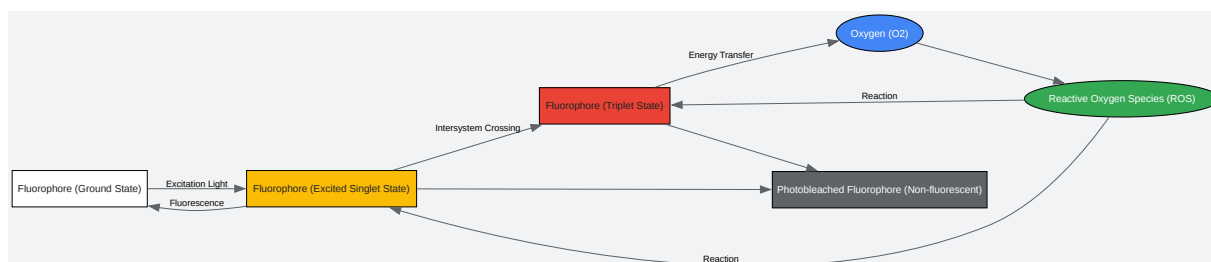 Oxygen (O2)
Energy Transfer
Fluorophore (Triplet State)
Reaction
Reactive Oxygen Species (ROS)
Intersystem Crossing
Fluorophore (Ground State)
Excitation Light
Fluorescence
Fluorophore (Excited Singlet State)
Photobleached Fluorophore (Non-fluorescent)
Reaction